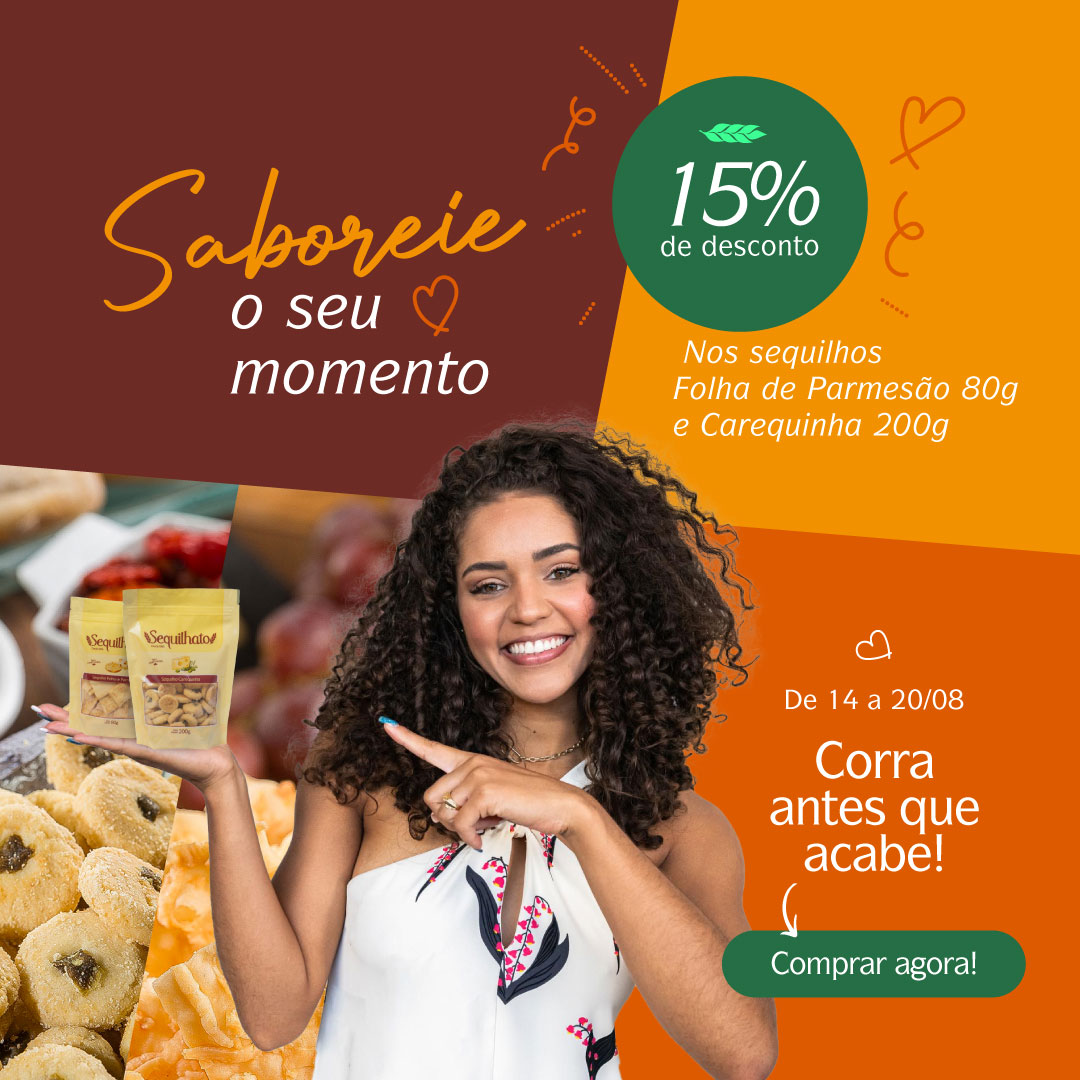 Saboreie
o seu
momento
15%
de desconto
Nos sequilhos
Folha de Parmesão 80g
e Carequinha 200g
Sequilhato
200g
De 14 a 20/08
Corra
antes que
acabe!
Comprar agora!